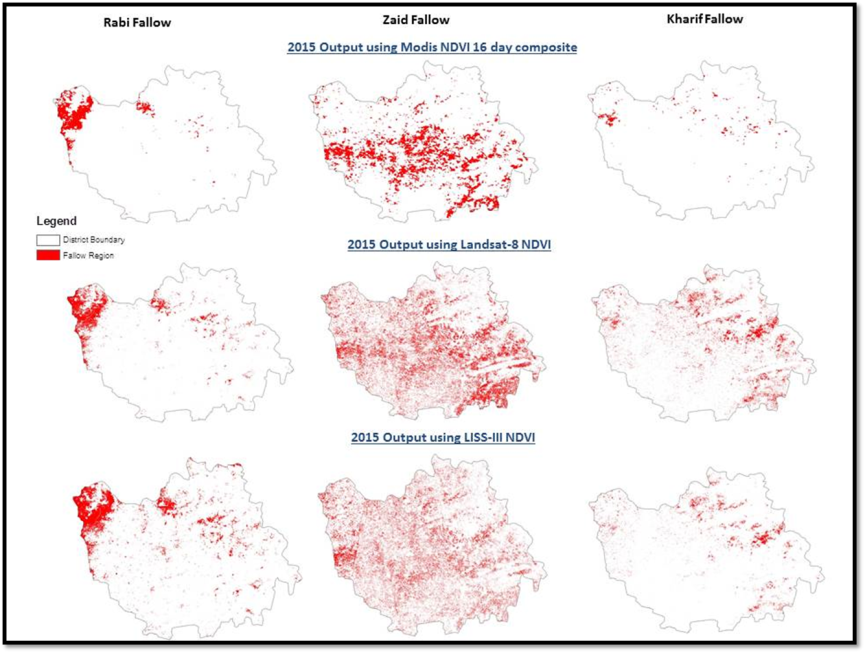 Rabi Fallow
Zaid Fallow
Kharif Fallow
2015 Output using Modis NDVI 16 day composite
Legend
District Boundary
Fallow Region
2015 Output using Landsat-8 NDVI
2015 Output using LISS-III NDVI